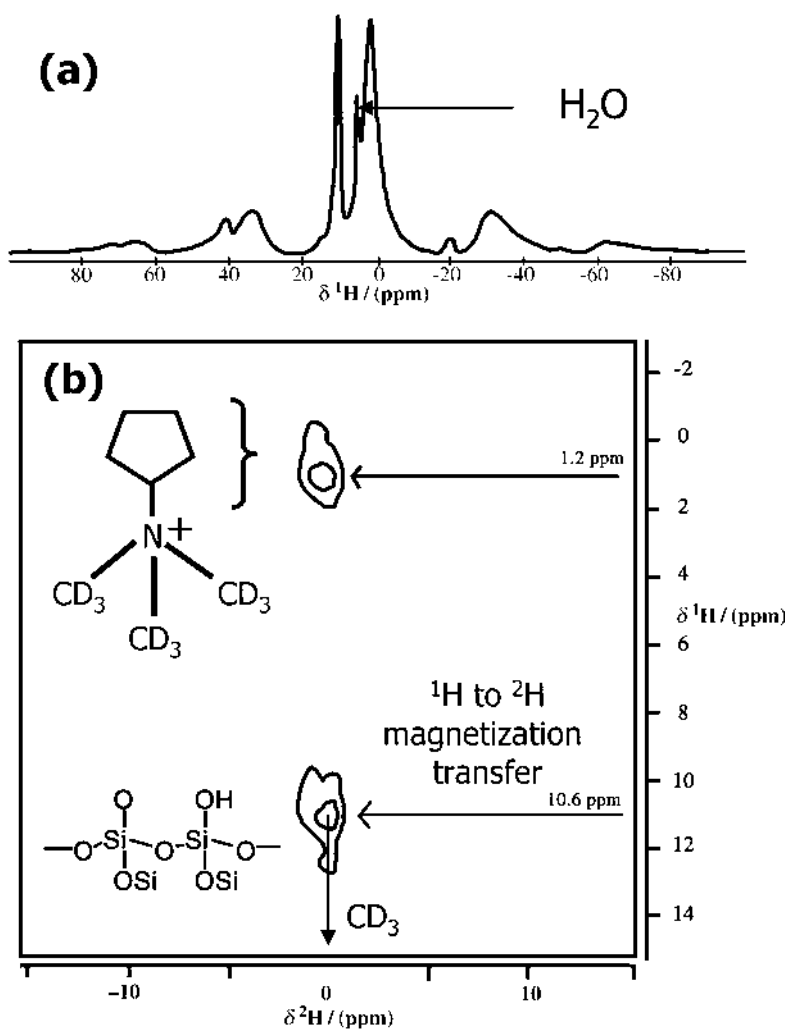 (a)
H₂O
80 60 40 20 0 -20 -40 -60 -80
δ ¹H / (ppm)
(b)
-2
0
1.2 ppm
2
N+
4
CD₃ CD₃
CD₃
δ ¹H / (ppm)
6
¹H to ²H
magnetization
transfer
8
10
10.6 ppm
O OH
Si Si
O O O
OSi OSi
12
CD₃
14
-10 0 10
δ ²H / (ppm)